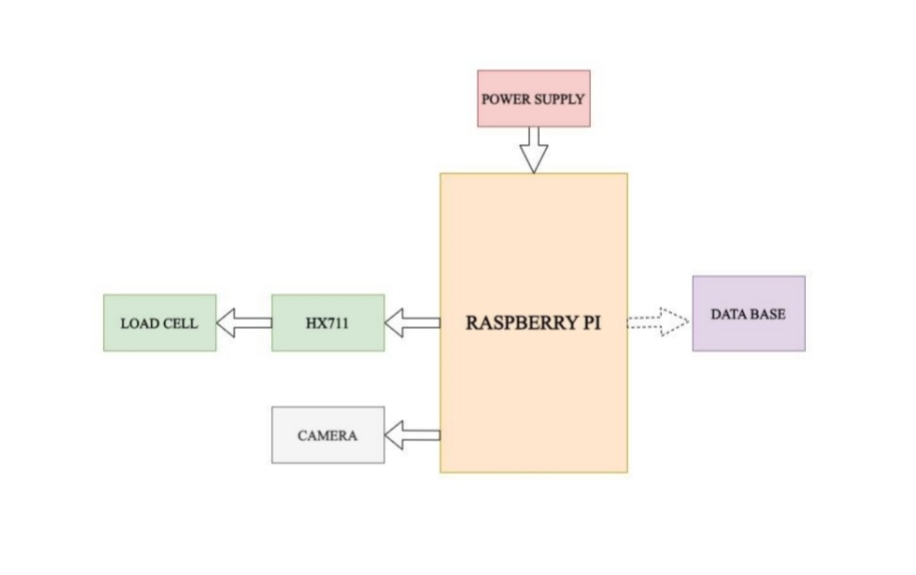 POWER SUPPLY
LOAD CELL
HX711
RASPBERRY PI
DATA BASE
CAMERA